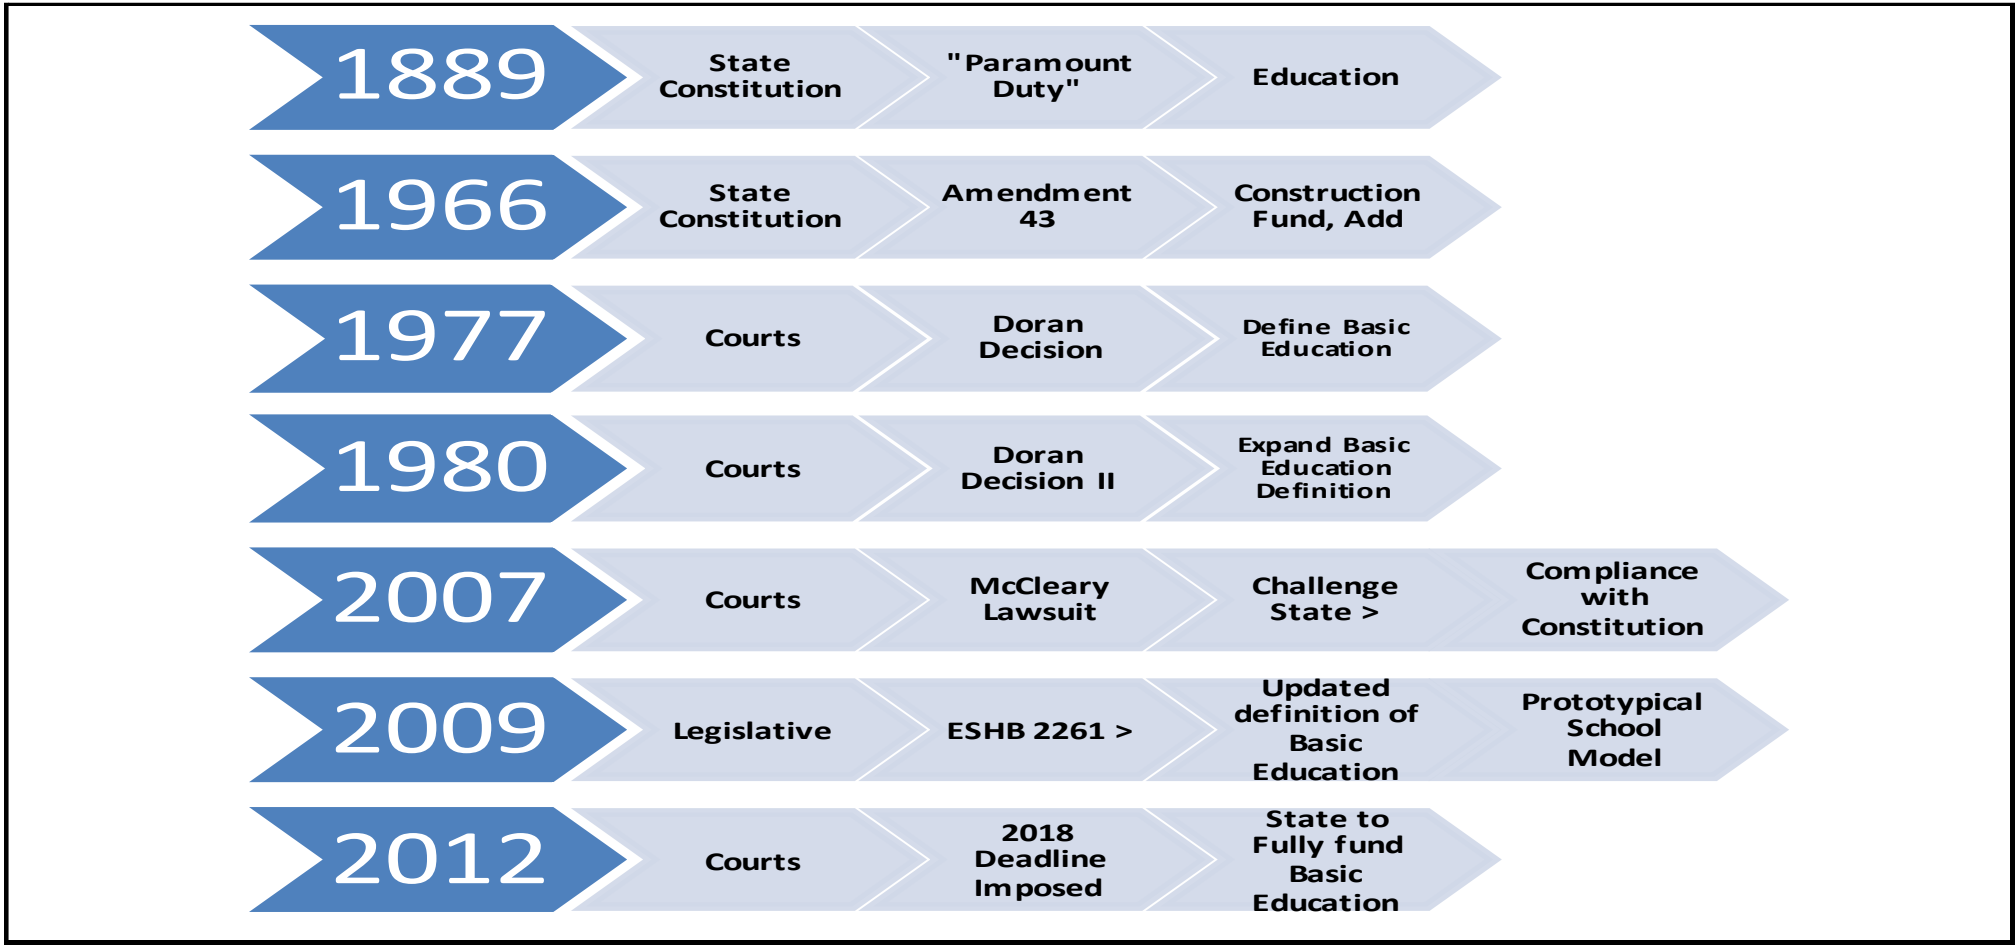 1889
State
Constitution
"Paramount
Duty"
Education
1966
State
Constitution
Amendment
43
Construction
Fund, Add
1977
Courts
Doran
Decision
Define Basic
Education
1980
Courts
Doran
Decision II
Expand Basic
Education
Definition
2007
Courts
McCleary
Lawsuit
Challenge
State >
Compliance
with
Constitution
2009
Legislative
ESHB 2261 >
Updated
definition of
Basic
Education
Prototypical
School
Model
2012
Courts
2018
Deadline
Imposed
State to
Fully fund
Basic
Education